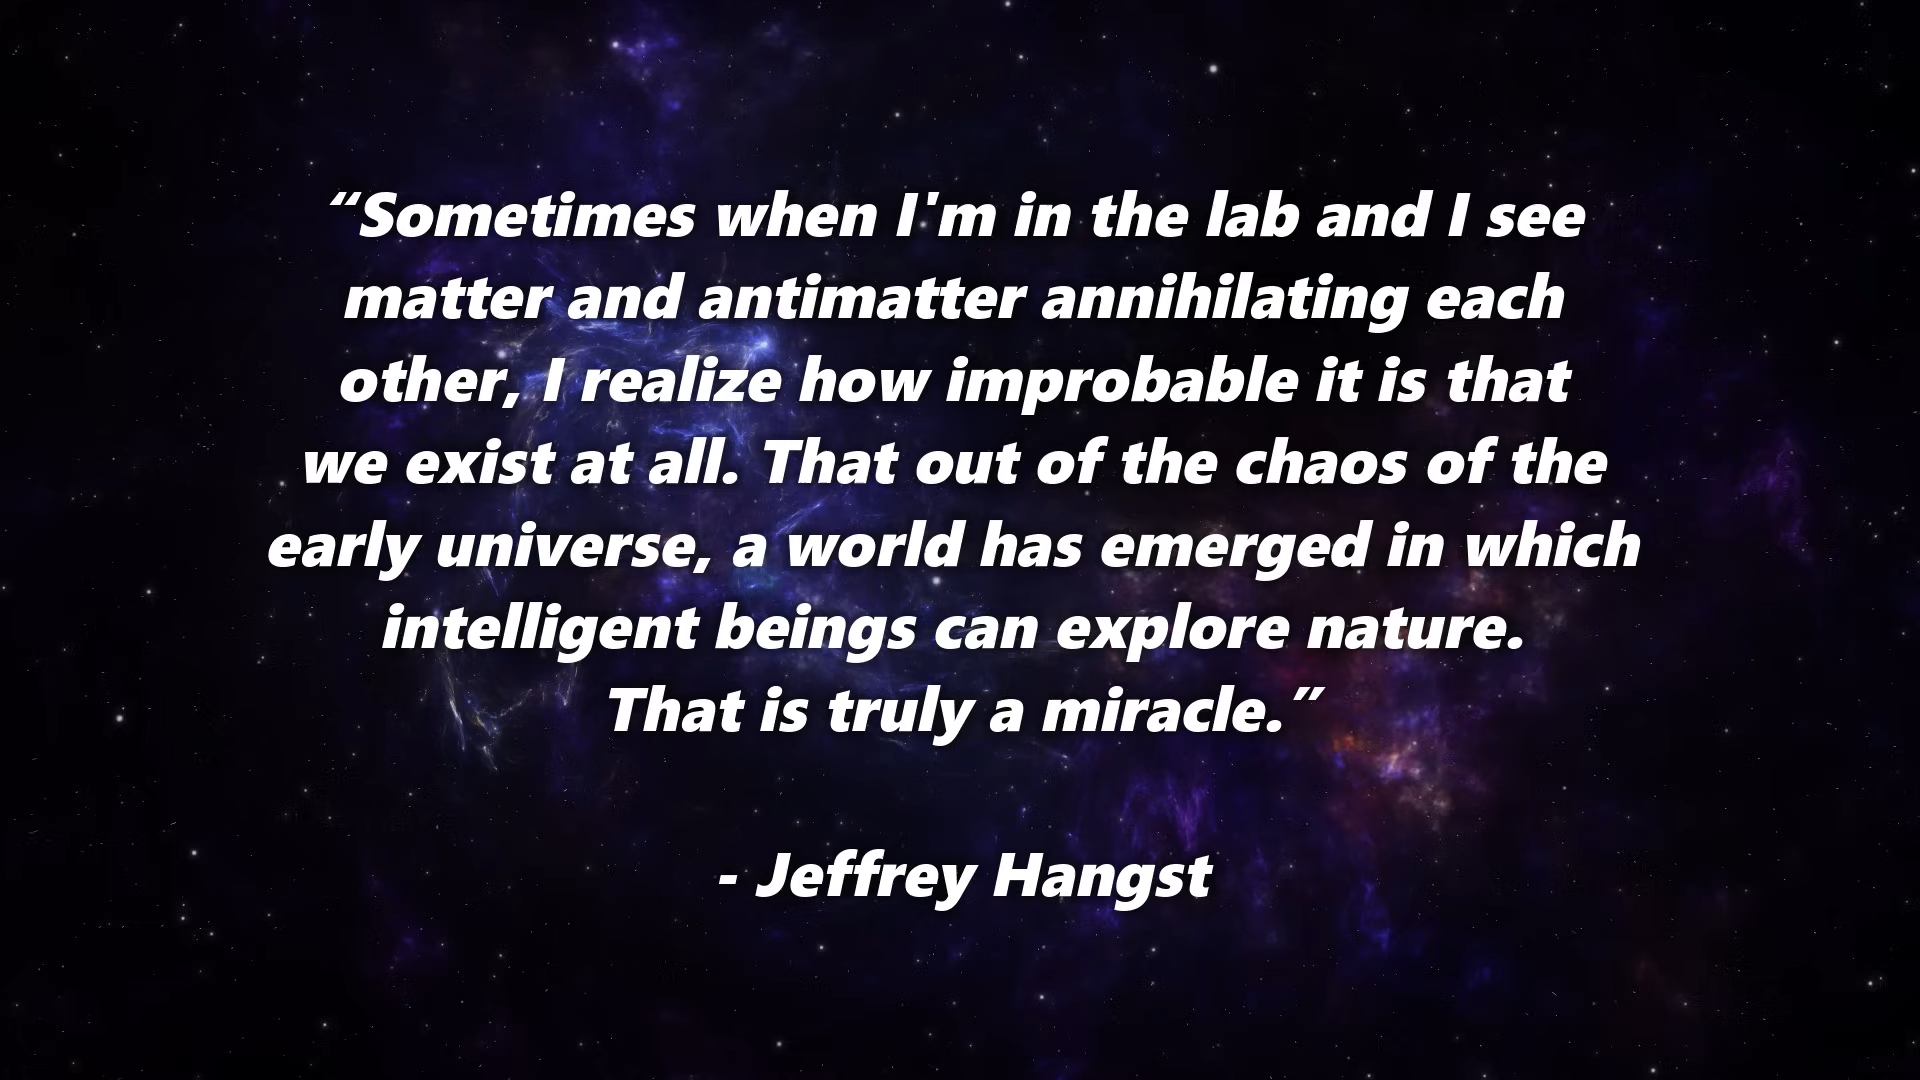 “Sometimes when I'm in the lab and I see
matter and antimatter annihilating each
other, I realize how improbable it is that
we exist at all. That out of the chaos of the
early universe, a world has emerged in which
intelligent beings can explore nature.
That is truly a miracle.”
- Jeffrey Hangst